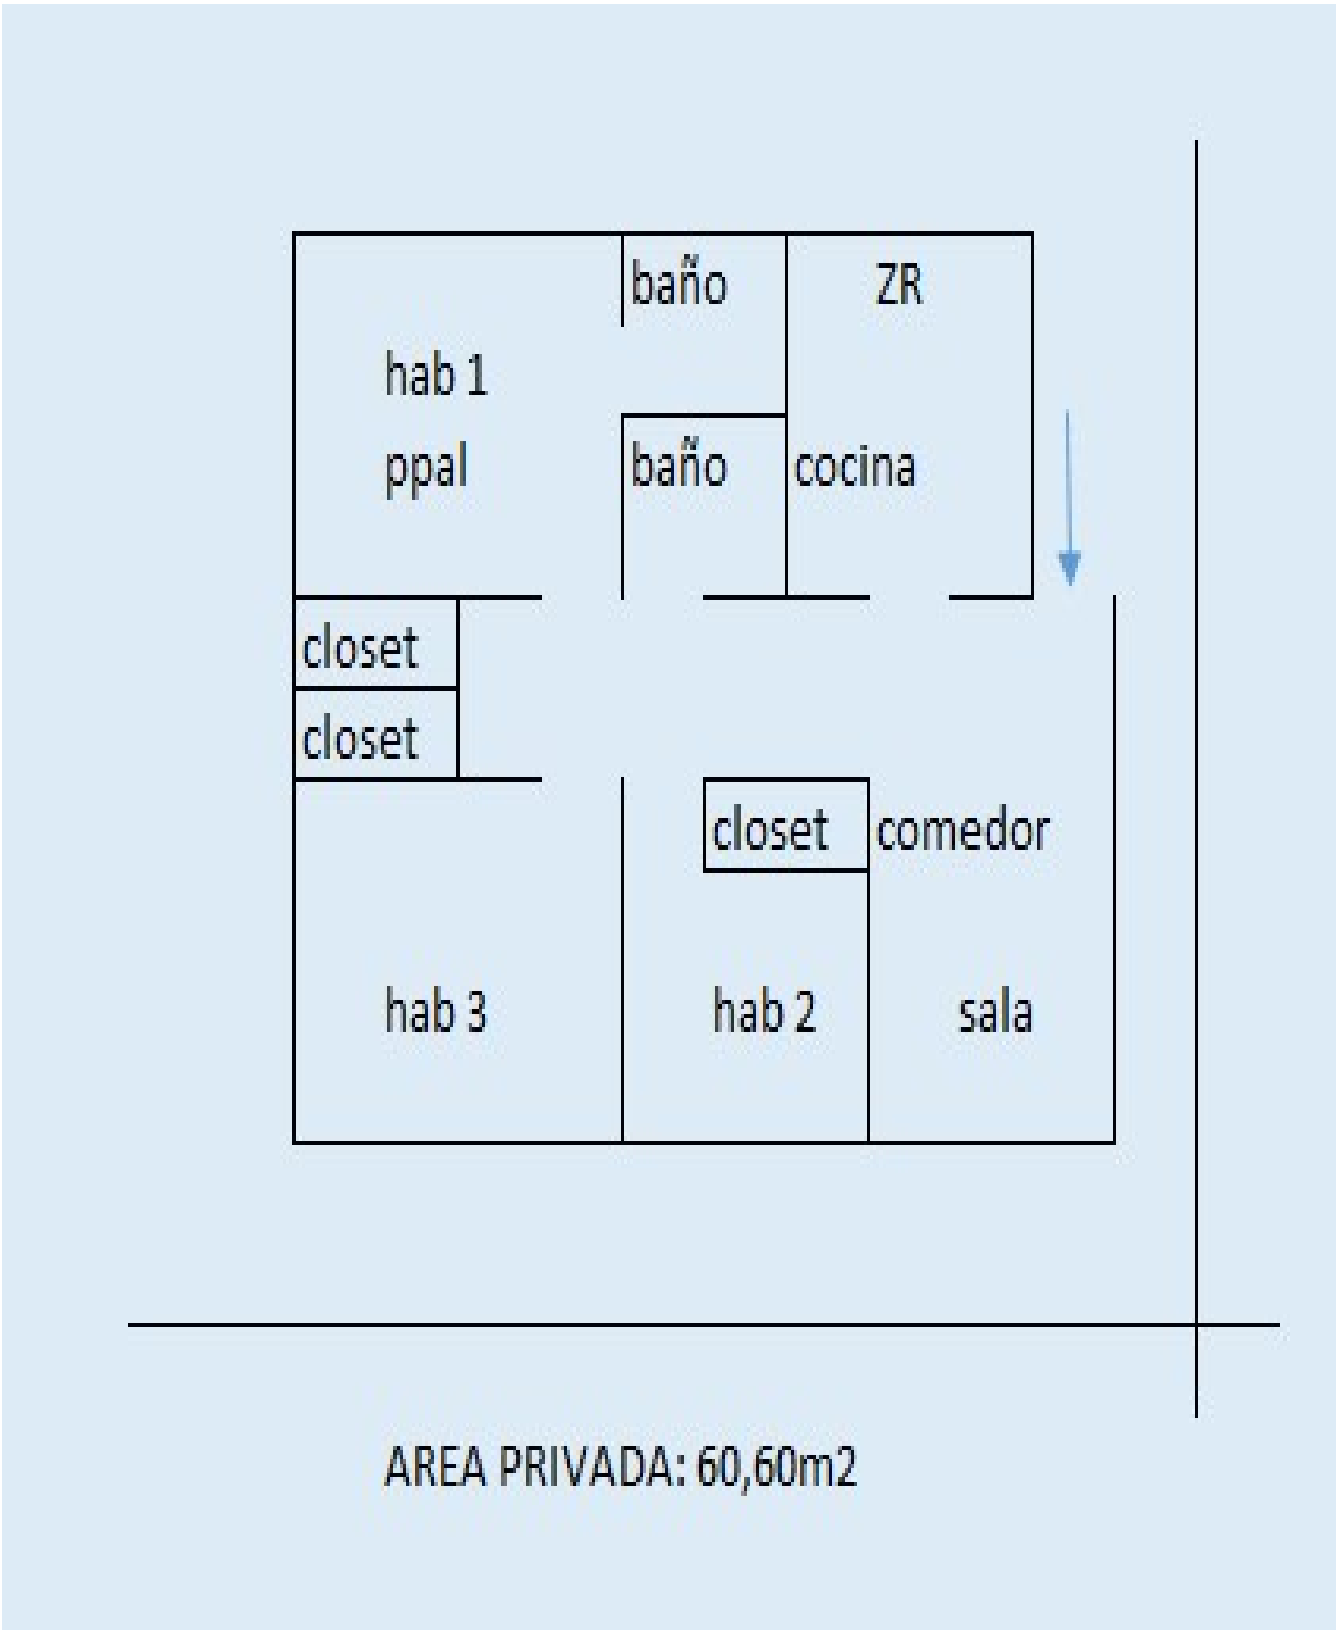 baño ZR
hab 1
ppal baño cocina
closet
closet
closet comedor
hab 3 hab 2 sala
AREA PRIVADA: 60,60m2